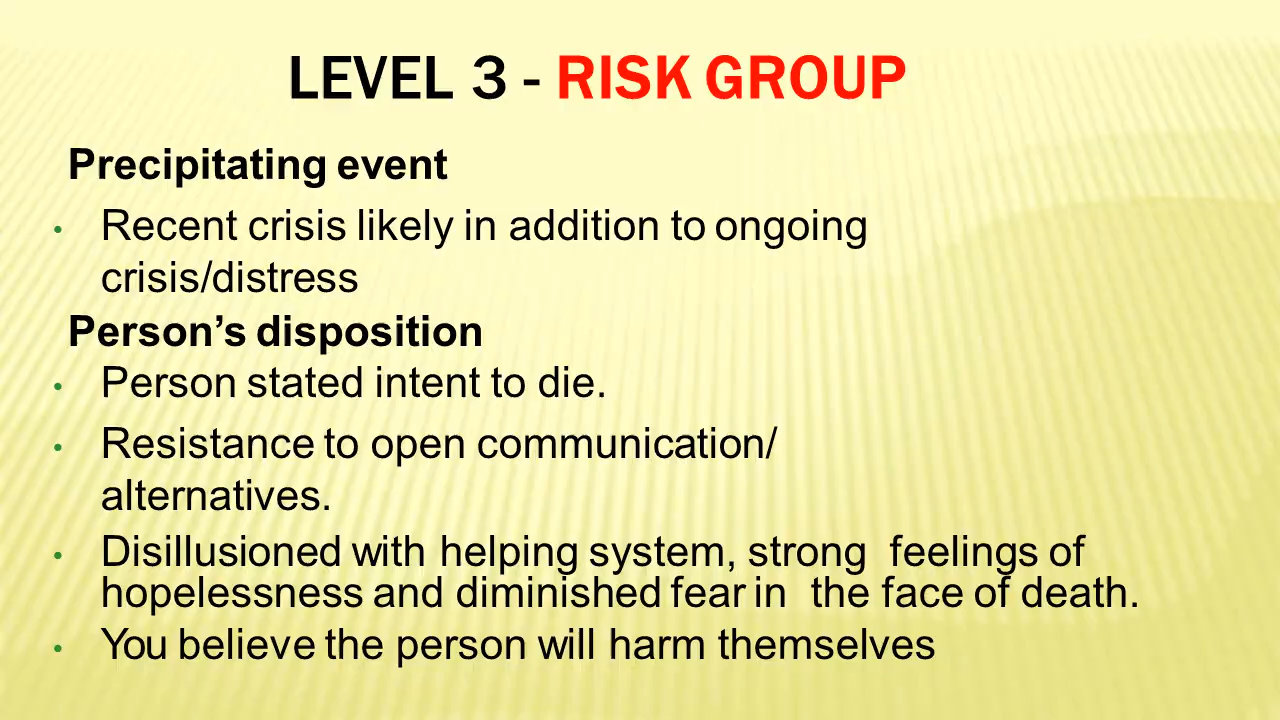 LEVEL 3 - RISK GROUP
Precipitating event
• Recent crisis likely in addition to ongoing
crisis/distress
Person’s disposition
• Person stated intent to die.
• Resistance to open communication/
alternatives.
• Disillusioned with helping system, strong feelings of
hopelessness and diminished fear in the face of death.
• You believe the person will harm themselves